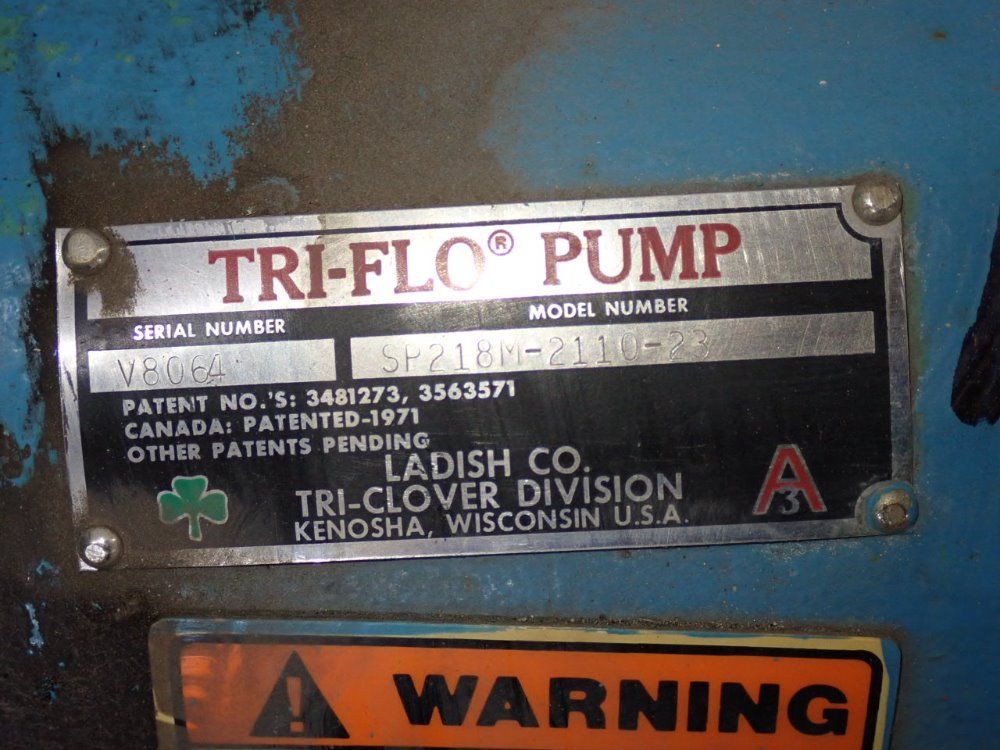 TRI-FLO® PUMP
SERIAL NUMBER MODEL NUMBER
V8064 SP218M-2110-23
PATENT NO.'S: 3481273, 3563571
CANADA: PATENTED-1971
OTHER PATENTS PENDING
LADISH CO.
TRI-CLOVER DIVISION
KENOSHA, WISCONSIN U.S.A.
A
3
WARNING